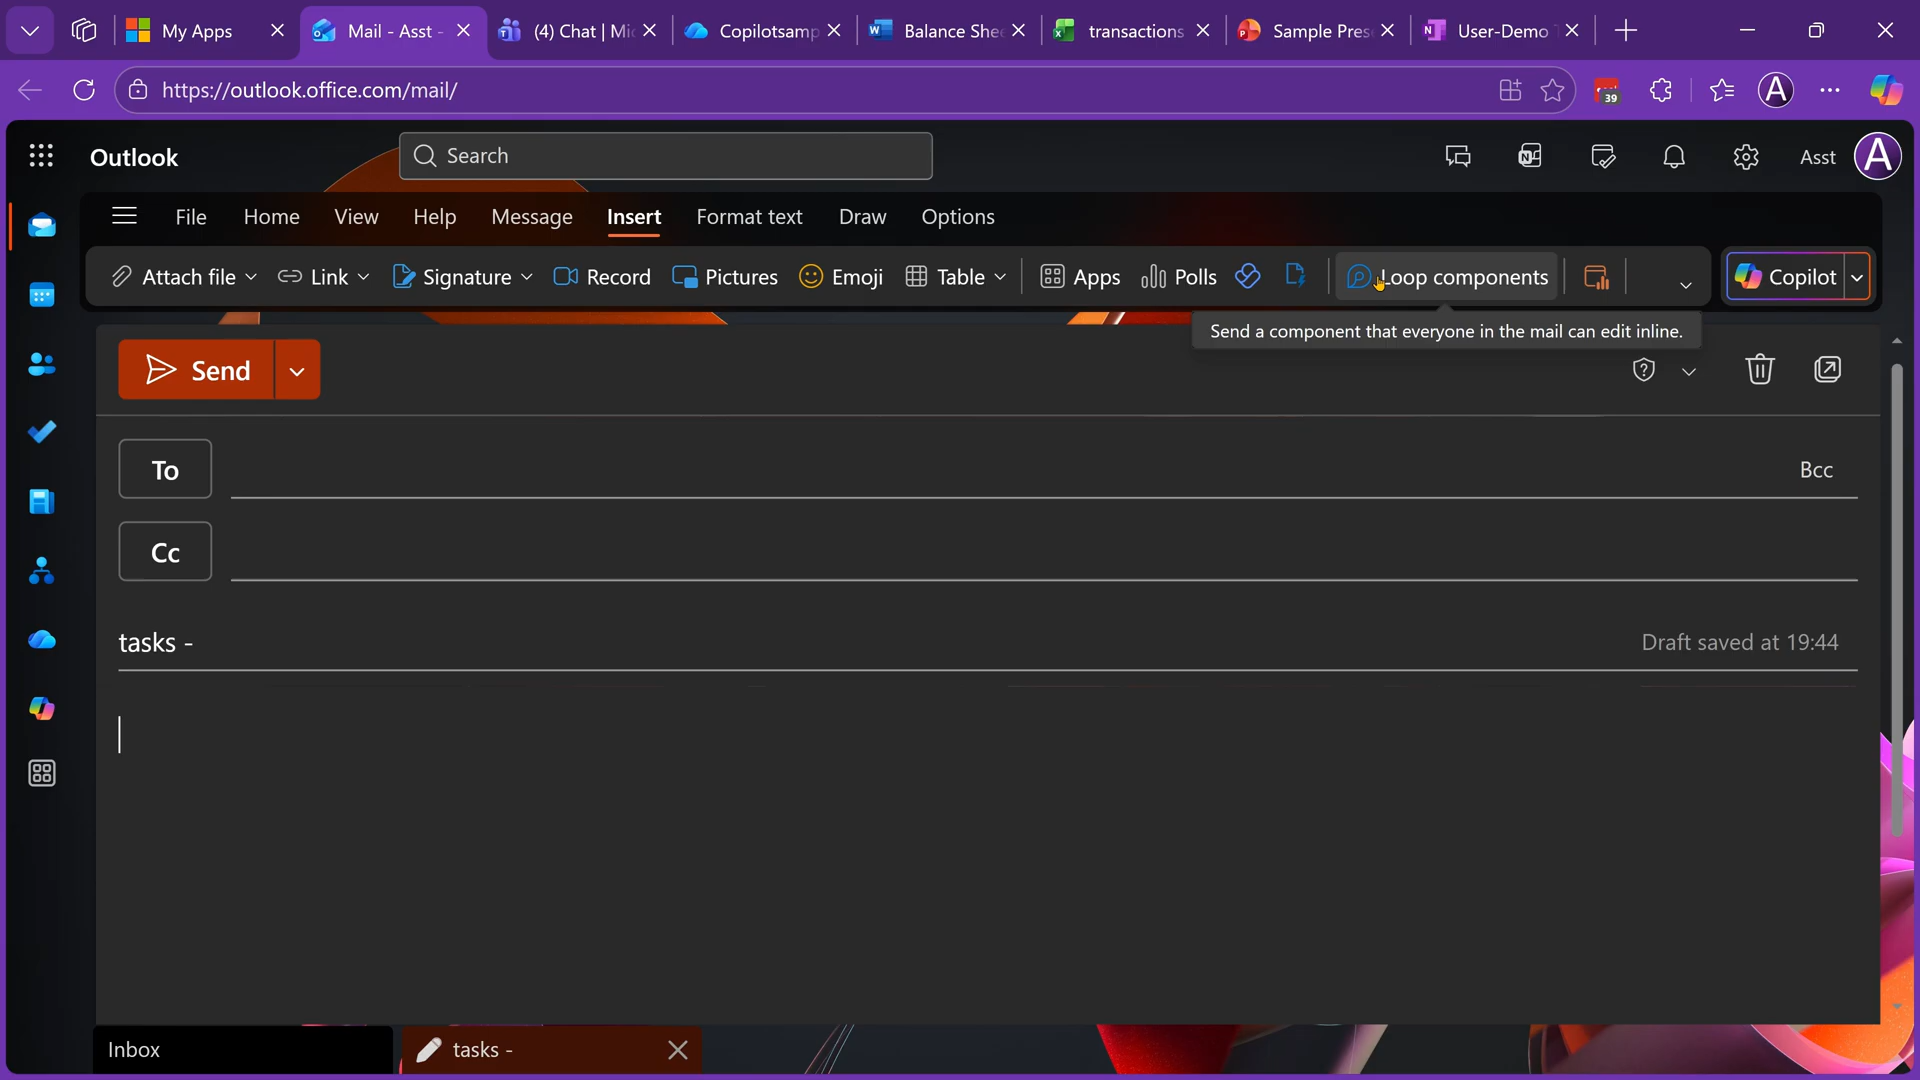 My Apps
Mail - Asst -
(4) Chat | Mi
Copilotsamp
Balance She
transactions
Sample Pres
User-Demo
https://outlook.office.com/mail/
39
A
Outlook
Search
Asst
A
File
Home
View
Help
Message
Insert
Format text
Draw
Options
Attach file
Link
Signature
Record
Pictures
Emoji
Table
Apps
Polls
Loop components
Copilot
Send a component that everyone in the mail can edit inline.
Send
To
Bcc
Cc
tasks -
Draft saved at 19:44
Inbox
tasks -